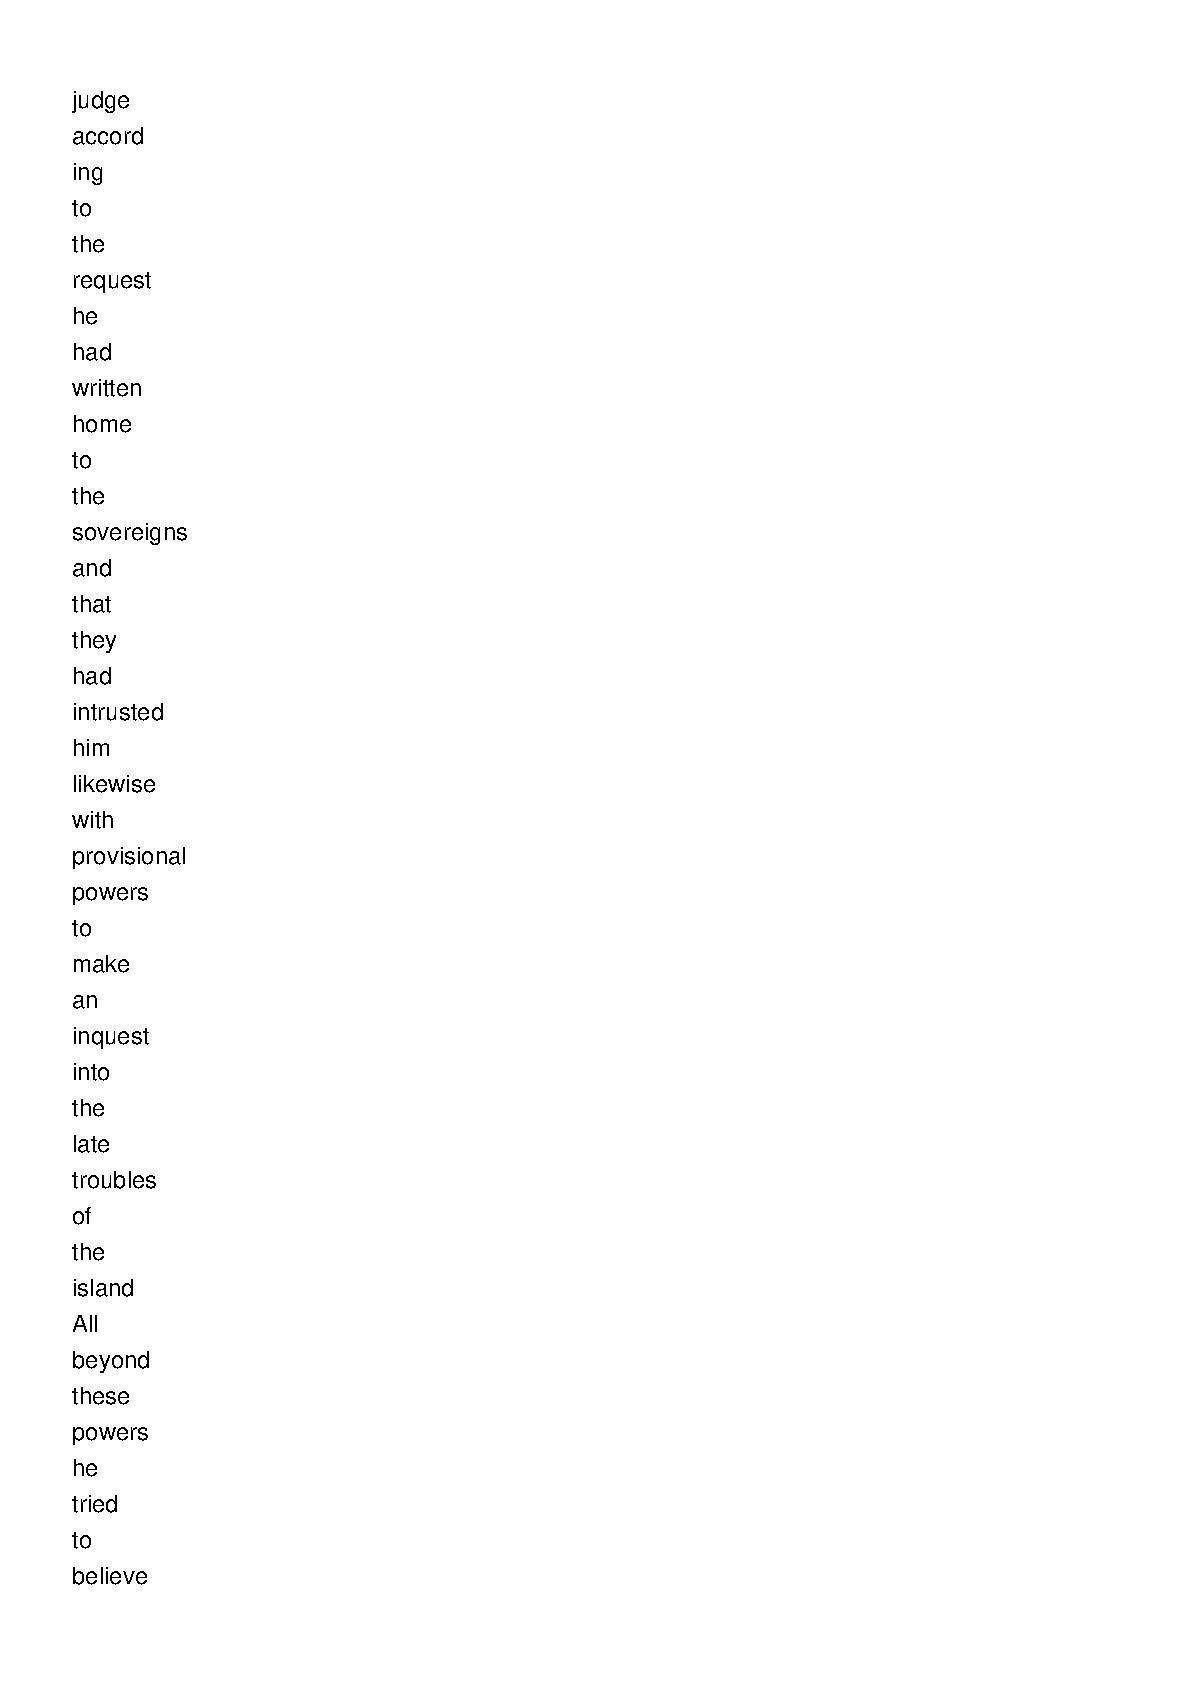 judge
accord
ing
to
the
request
he
had
written
home
to
the
sovereigns
and
that
they
had
intrusted
him
likewise
with
provisional
powers
to
make
an
inquest
into
the
late
troubles
of
the
island
All
beyond
these
powers
he
tried
to
believe